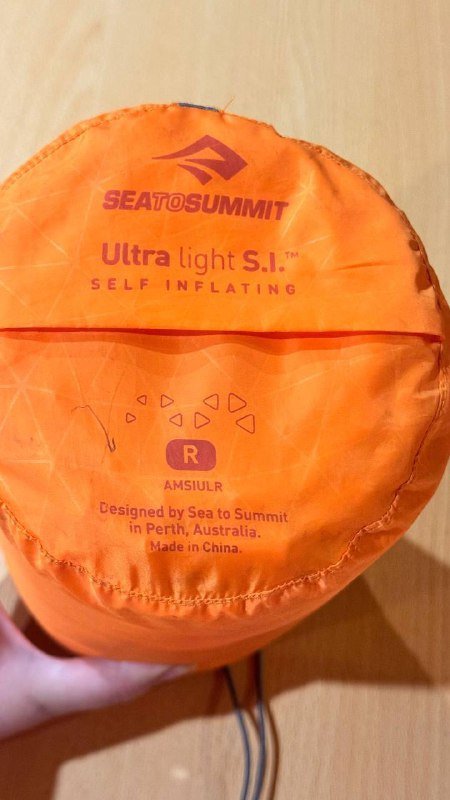 SEATOSUMMIT
Ultra light S.I.™
SELF INFLATING
R
AMSIULR
Designed by Sea to Summit
in Perth, Australia.
Made in China.